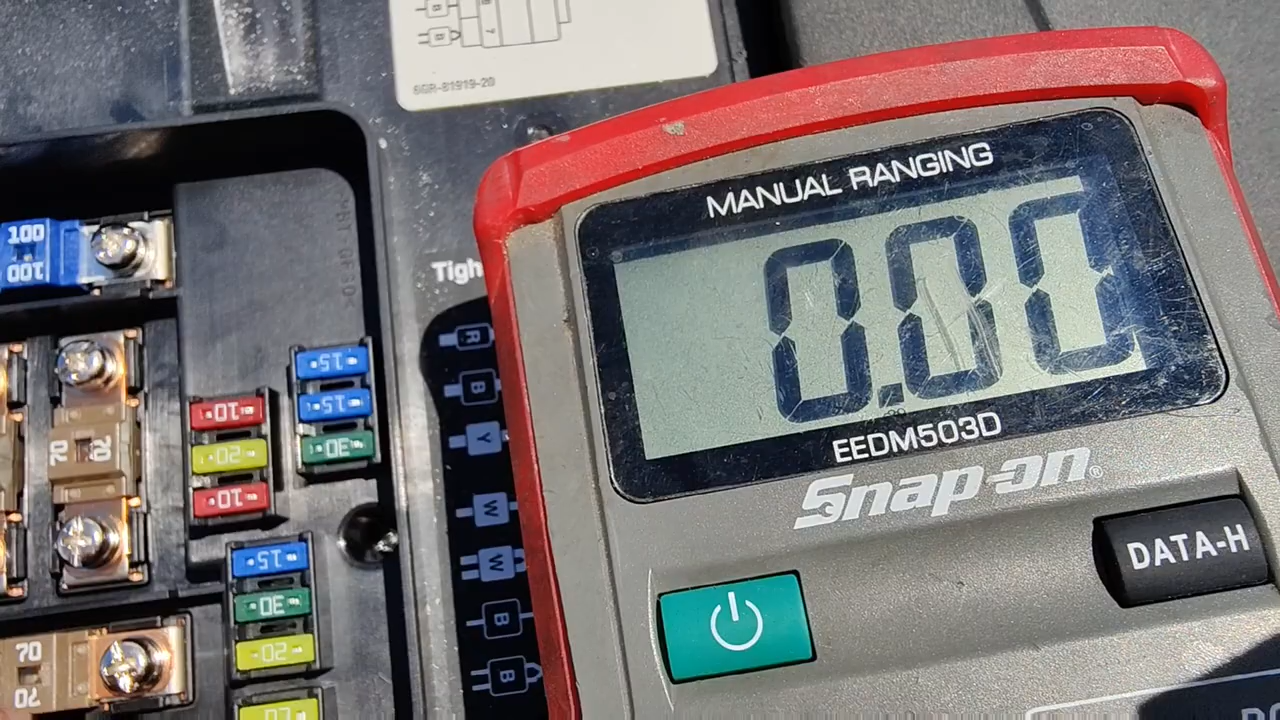 6GR-81919-20
MANUAL RANGING
0.00
EEDM503D
Snap-on®
DATA-H
Tigh
R
B
Y
W
W
B
B
100
100
15
15
30
10
20
10
70
70
15
30
20
70
70